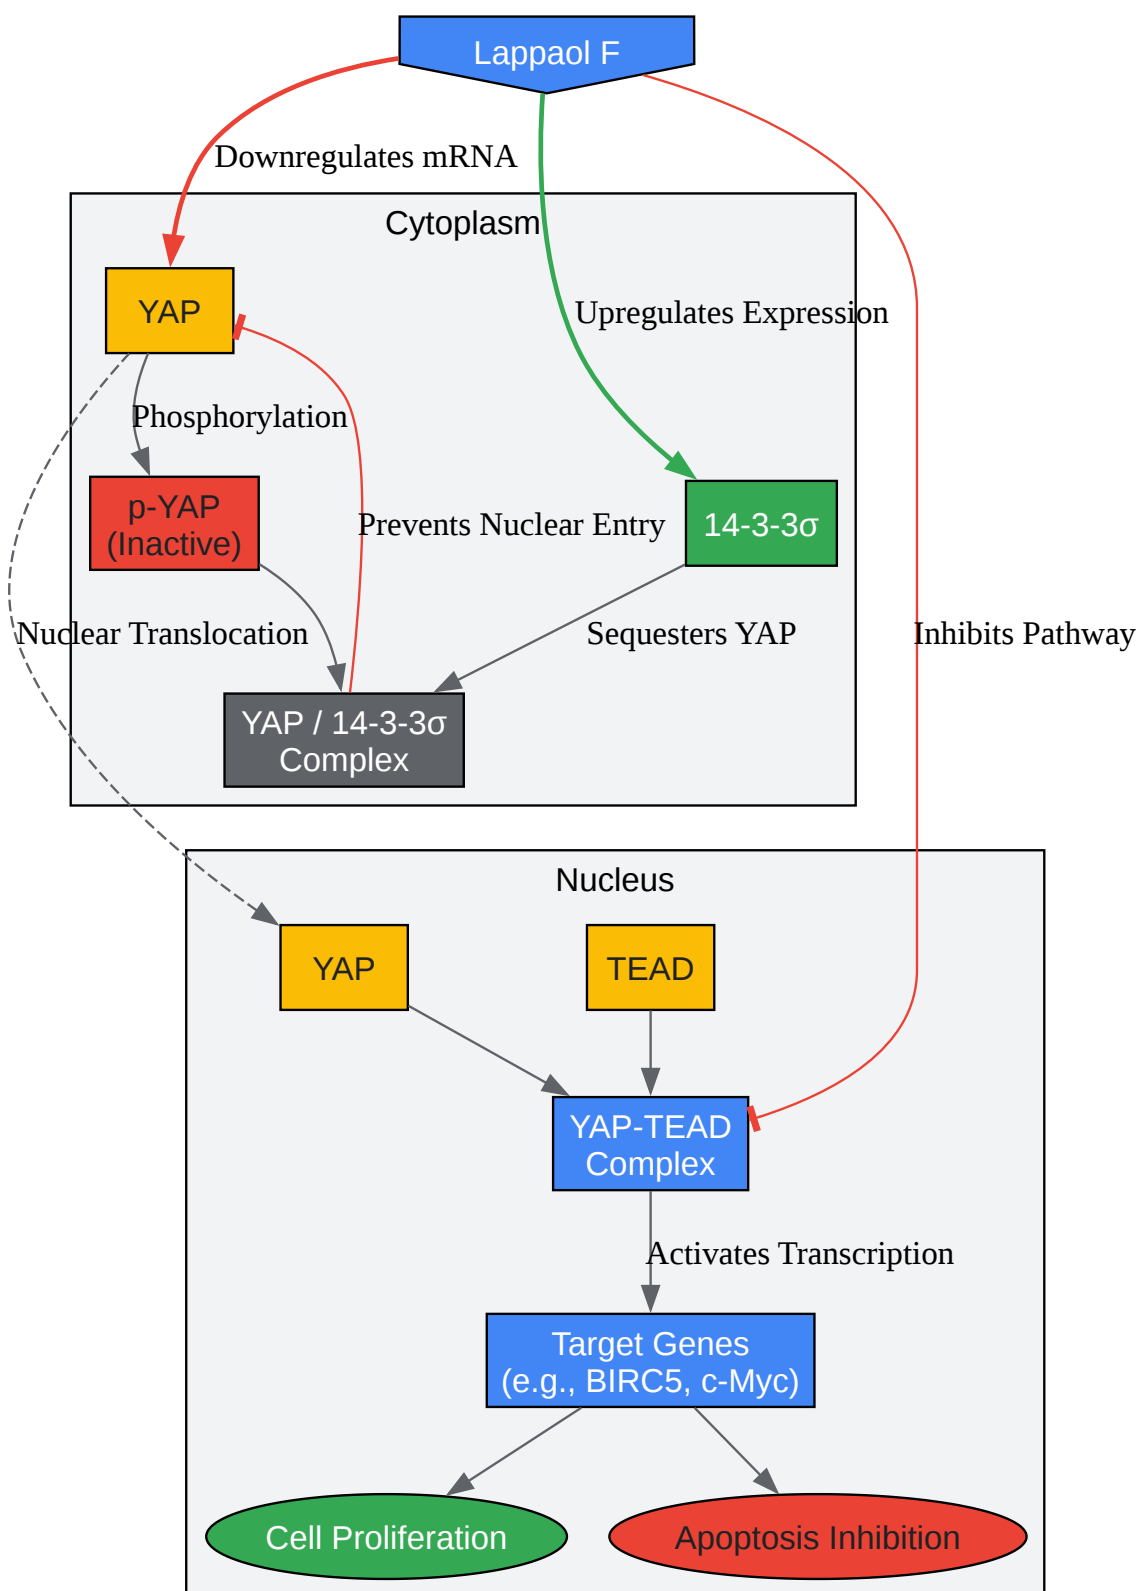 Lappaol F
Downregulates mRNA
Cytoplasm
YAP
Upregulates Expression
Phosphorylation
p-YAP
(Inactive)
Prevents Nuclear Entry
14-3-3σ
Nuclear Translocation
Sequesters YAP
Inhibits Pathway
YAP / 14-3-3σ
Complex
Nucleus
YAP
TEAD
YAP-TEAD
Complex
Activates Transcription
Target Genes
(e.g., BIRC5, c-Myc)
Cell Proliferation
Apoptosis Inhibition